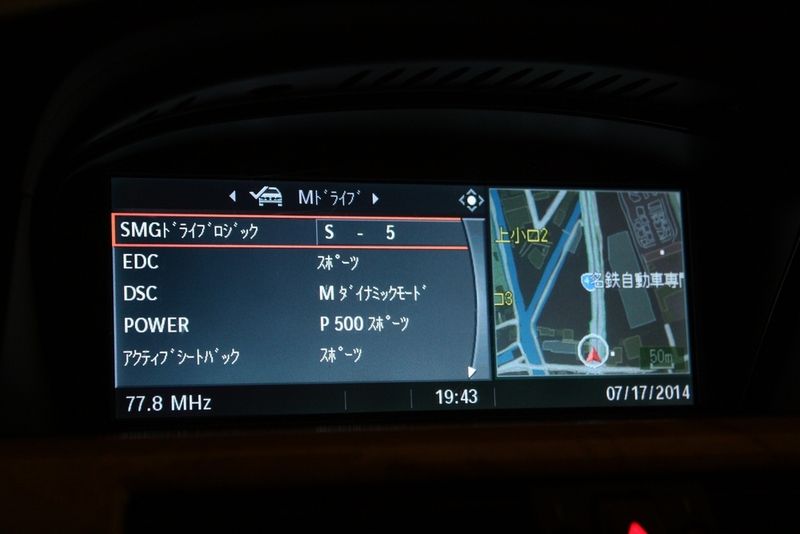 Mﾄﾞﾗｲﾌﾞ
SMGﾄﾞﾗｲﾌﾞﾛｼﾞｯｸ S - 5
EDC ｽﾎﾟｰﾂ
DSC M ﾀﾞｲﾅﾐｯｸﾓｰﾄﾞ
POWER P 500 ｽﾎﾟｰﾂ
ｱｸﾃｨﾌﾞｼｰﾄﾊﾞｯｸ ｽﾎﾟｰﾂ
上小口2
名鉄自動車専門
口3
50m
77.8 MHz 19:43 07/17/2014